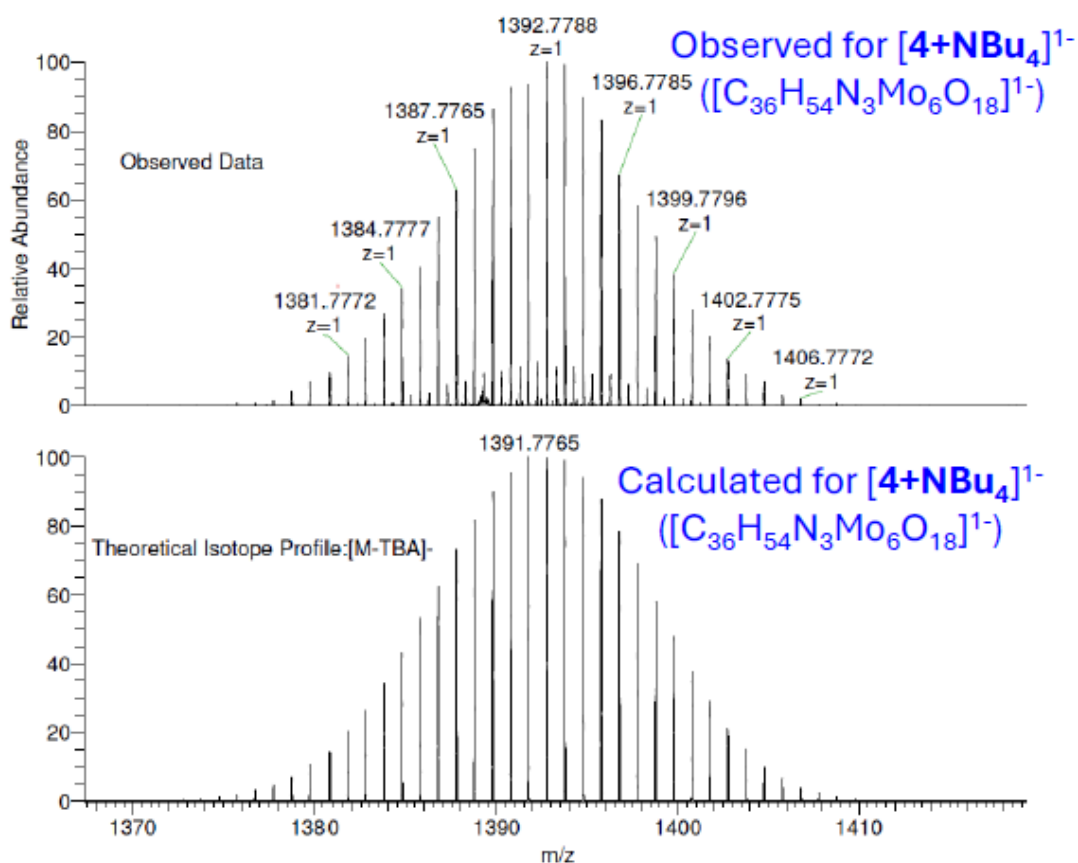 1392.7788
z=1
Observed for [4+NBu₄]¹⁻
([C₃₆H₅₄N₃Mo₆O₁₈]¹⁻)
1396.7785
z=1
1387.7765
z=1
Observed Data
1399.7796
z=1
1384.7777
z=1
1381.7772
z=1
1402.7775
z=1
1406.7772
z=1
100
80
60
40
20
0
Relative Abundance
1391.7765
Calculated for [4+NBu₄]¹⁻
([C₃₆H₅₄N₃Mo₆O₁₈]¹⁻)
Theoretical Isotope Profile:[M-TBA]-
100
80
60
40
20
0
1370 1380 1390 1400 1410
m/z